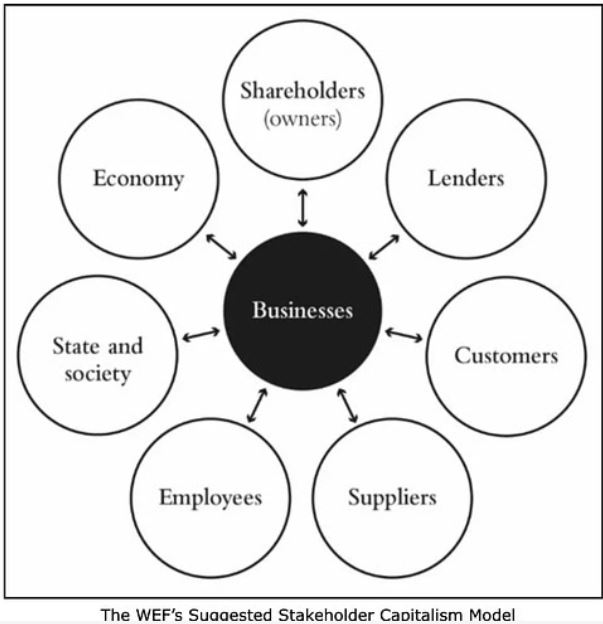 Shareholders
(owners)
Economy
Lenders
Businesses
State and
society
Customers
Employees
Suppliers
The WEF's Suggested Stakeholder Capitalism Model